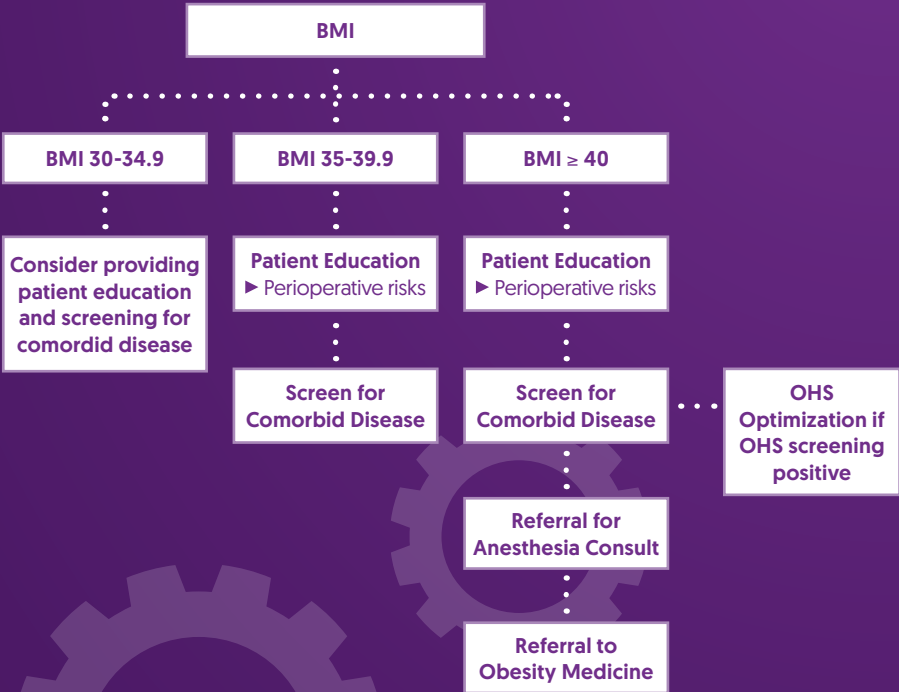 BMI
BMI 30-34.9
BMI 35-39.9
BMI ≥ 40
Consider providing
patient education
and screening for
comordid disease
Patient Education
▶ Perioperative risks
Patient Education
▶ Perioperative risks
Screen for
Comorbid Disease
Screen for
Comorbid Disease
OHS
Optimization if
OHS screening
positive
Referral for
Anesthesia Consult
Referral to
Obesity Medicine